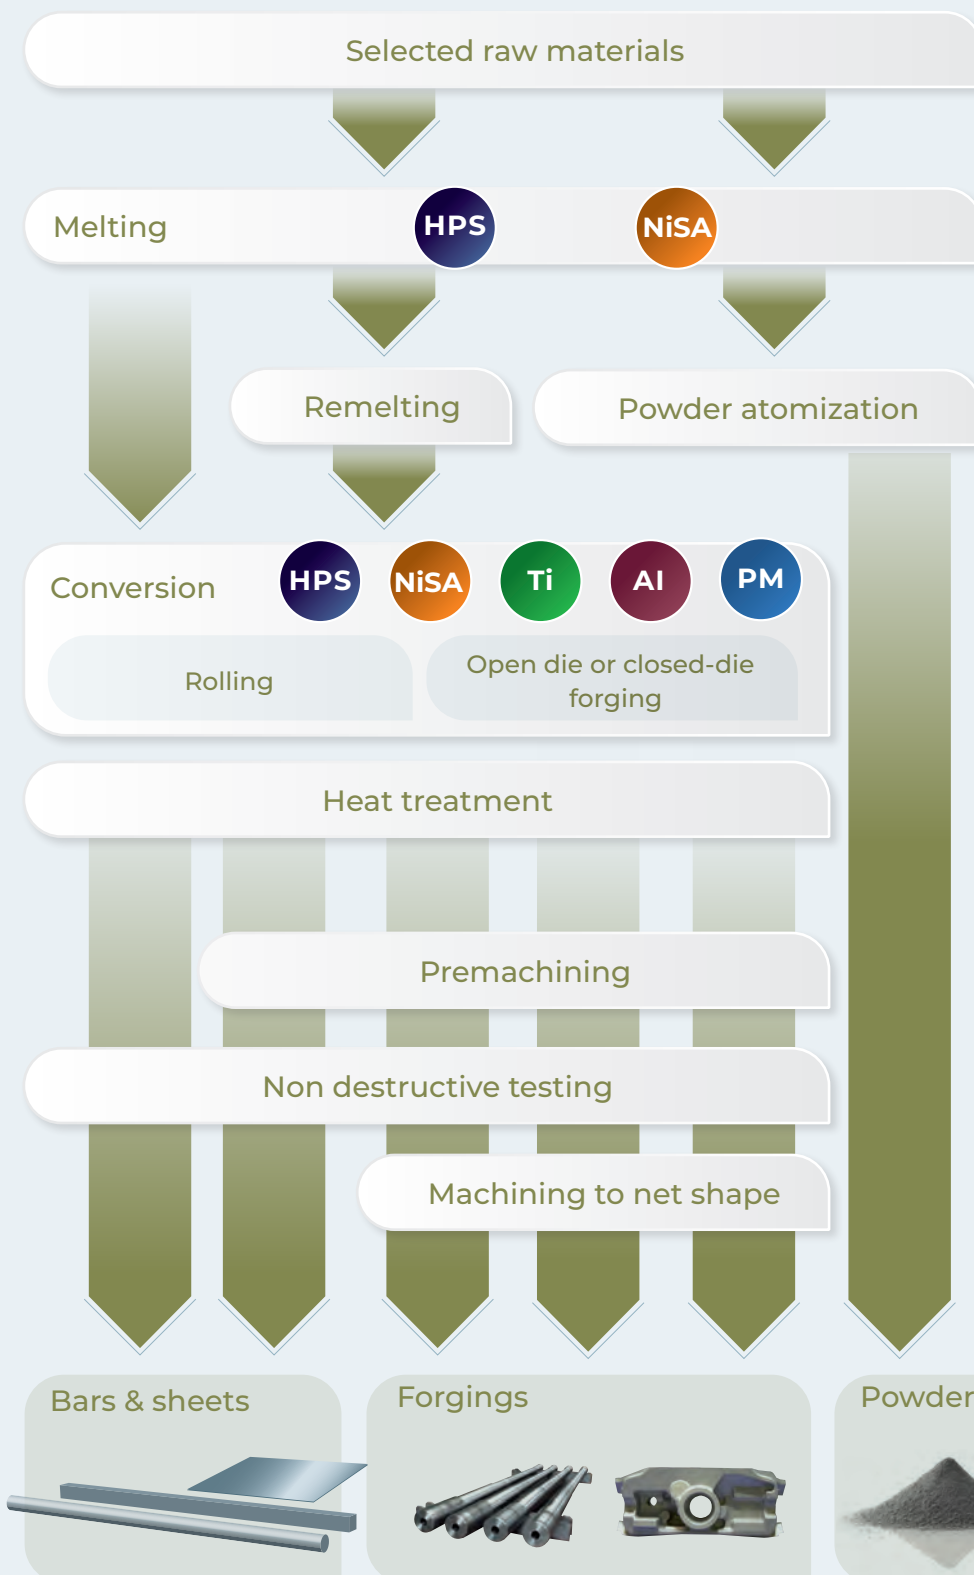 Selected raw materials
Melting
HPS
NiSA
Remelting
Powder atomization
Conversion
HPS
NiSA
Ti
Al
PM
Rolling
Open die or closed-die
forging
Heat treatment
Premachining
Non destructive testing
Machining to net shape
Bars & sheets
Forgings
Powder